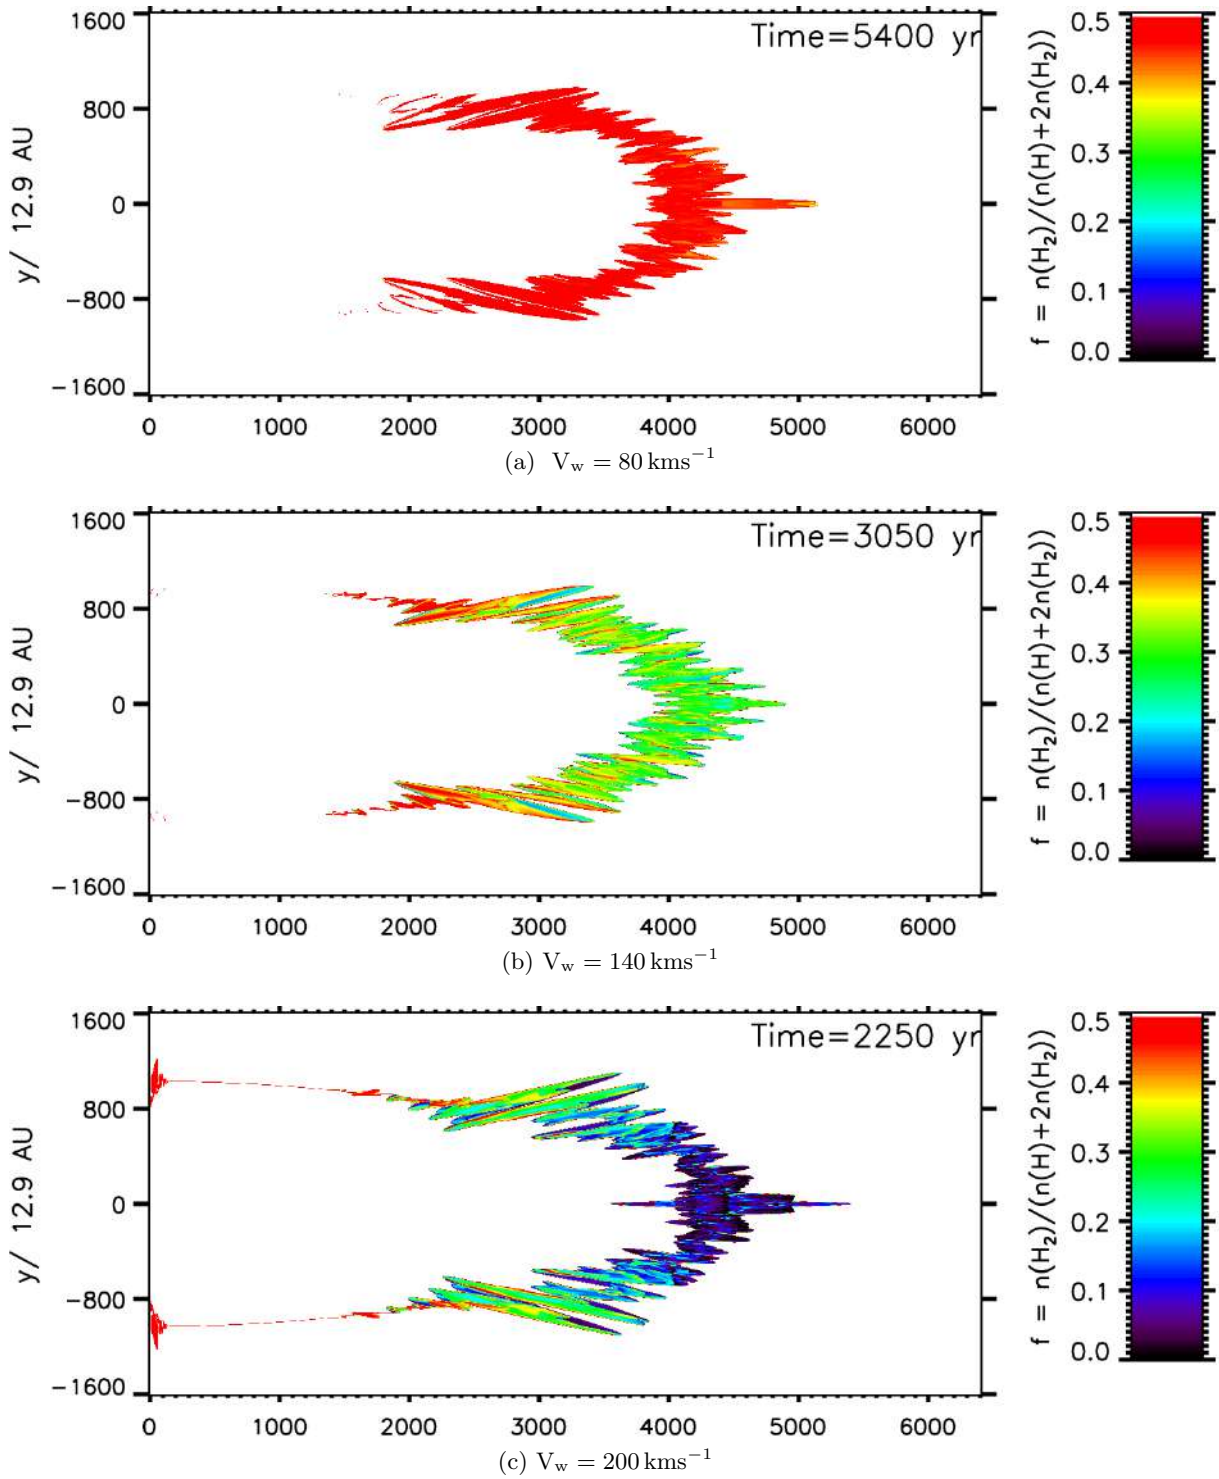 1600
800
0
−800
−1600
y/ 12.9 AU
Time=5400 yr
0 1000 2000 3000 4000 5000 6000
f = n(H₂)/(n(H)+2n(H₂))
0.5
0.4
0.3
0.2
0.1
0.0
(a) V_w = 80 kms⁻¹
1600
800
0
−800
−1600
y/ 12.9 AU
Time=3050 yr
0 1000 2000 3000 4000 5000 6000
f = n(H₂)/(n(H)+2n(H₂))
0.5
0.4
0.3
0.2
0.1
0.0
(b) V_w = 140 kms⁻¹
1600
800
0
−800
−1600
y/ 12.9 AU
Time=2250 yr
0 1000 2000 3000 4000 5000 6000
f = n(H₂)/(n(H)+2n(H₂))
0.5
0.4
0.3
0.2
0.1
0.0
(c) V_w = 200 kms⁻¹